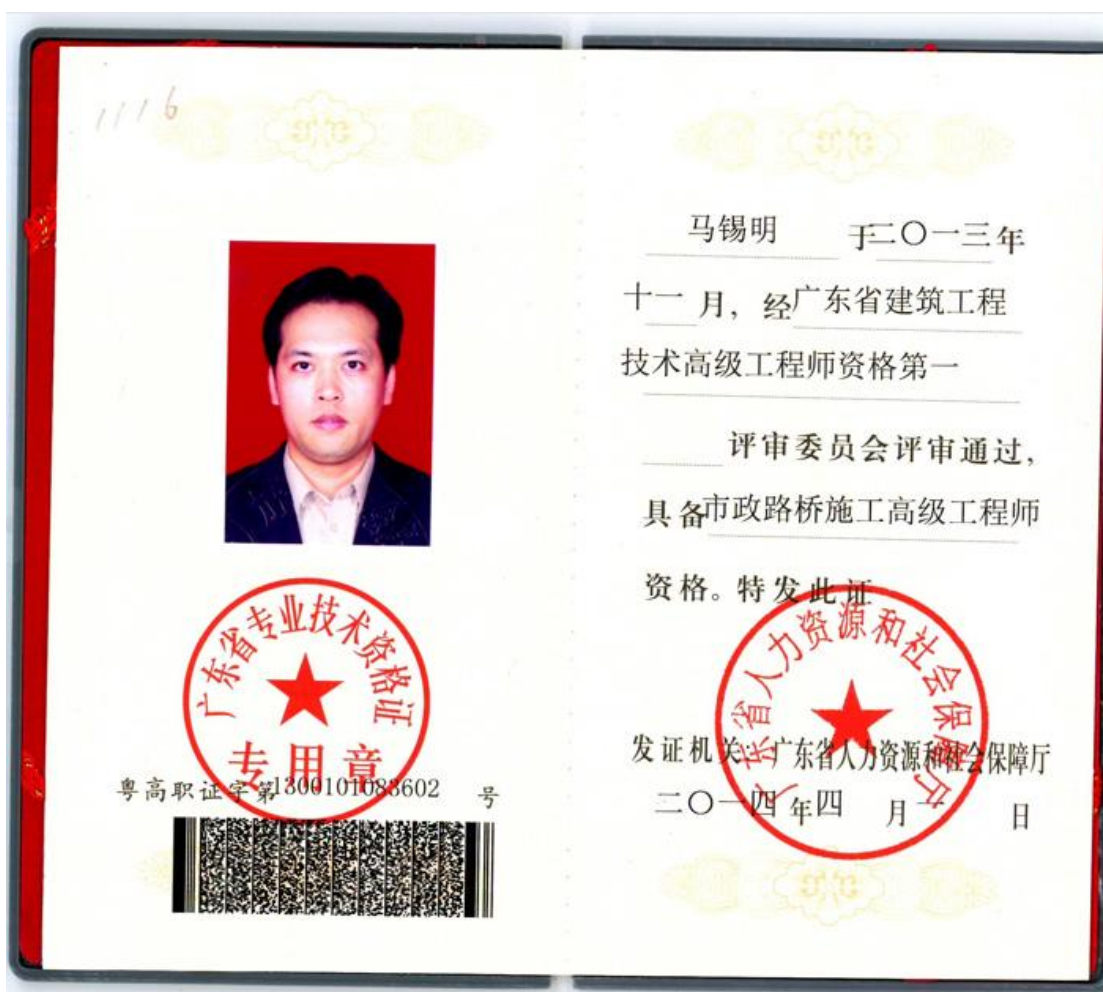 1116
广东省专业技术资格证
专用章
粤高职证字第1300101083602号
马锡明 于二〇一三年
十一月，经广东省建筑工程
技术高级工程师资格第一
评审委员会评审通过，
具备市政路桥施工高级工程师
资格。特发此证
广东省人力资源和社会保障厅
发证机关：广东省人力资源和社会保障厅
二〇一四年四月一日